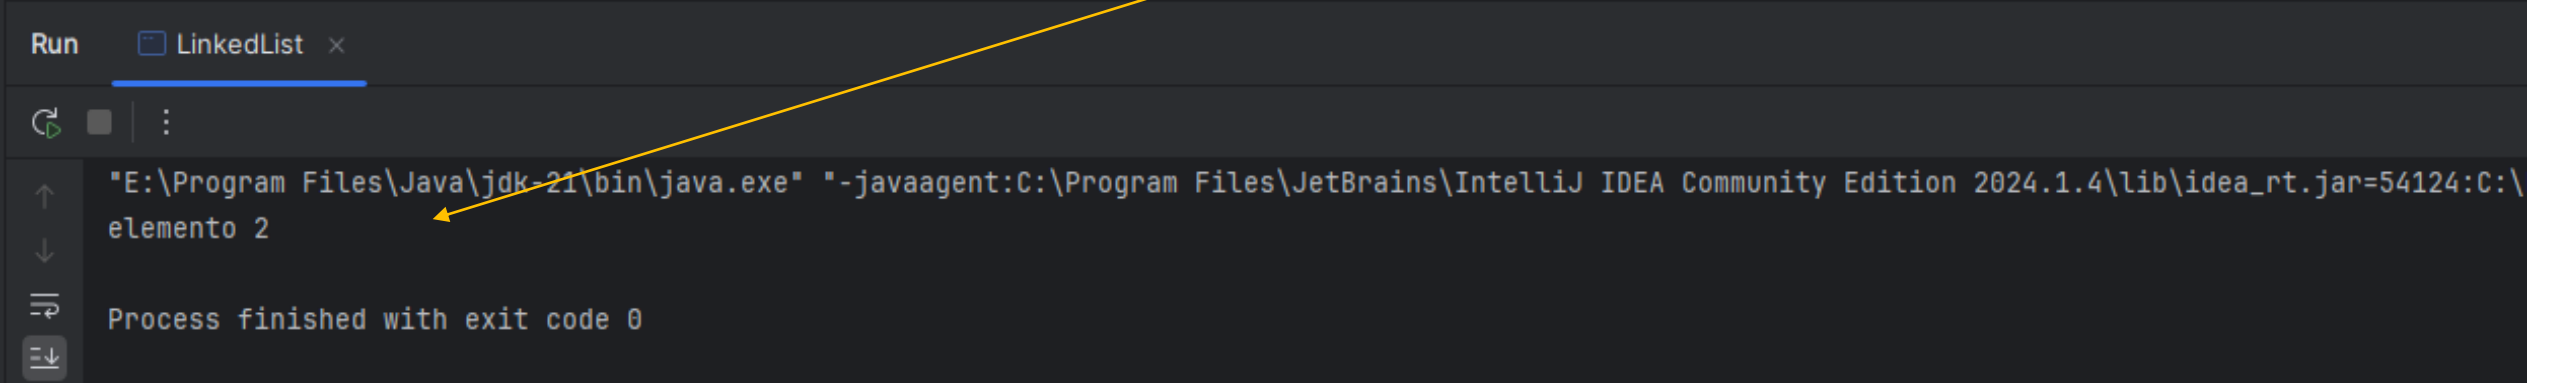 Run LinkedList
"E:\Program Files\Java\jdk-21\bin\java.exe" "-javaagent:C:\Program Files\JetBrains\IntelliJ IDEA Community Edition 2024.1.4\lib\idea_rt.jar=54124:C:\
elemento 2
Process finished with exit code 0